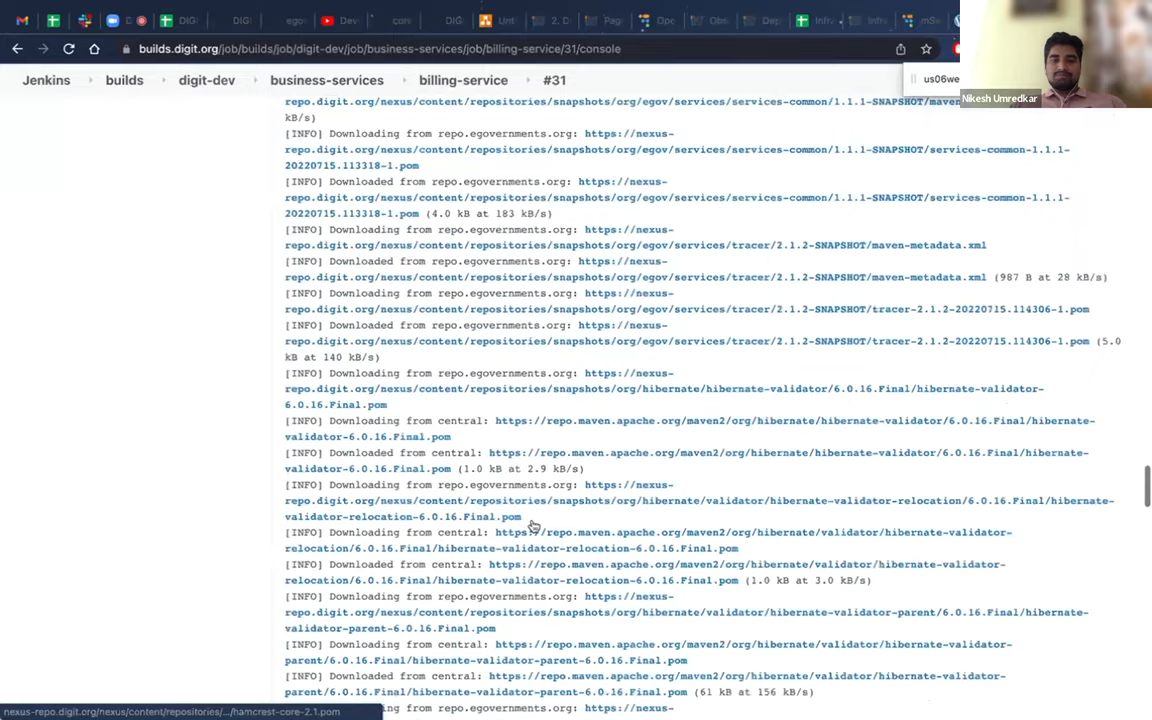 DIGI
DIGI
ego
Dev
con
DIG
Unt
2. D
Pag
Ope
Obs
Dep
Infra
Infra
mSe
builds.digit.org/job/builds/job/digit-dev/job/business-services/job/billing-service/31/console
Jenkins builds digit-dev business-services billing-service #31
us06we
Nikesh Umredkar
repo.digit.org/nexus/content/repositories/snapshots/org/egov/services/services-common/1.1.1-SNAPSHOT/maven
kB/s)
[INFO] Downloading from repo.egovernments.org: https://nexus-
repo.digit.org/nexus/content/repositories/snapshots/org/egov/services/services-common/1.1.1-SNAPSHOT/services-common-1.1.1-
20220715.113318-1.pom
[INFO] Downloaded from repo.egovernments.org: https://nexus-
repo.digit.org/nexus/content/repositories/snapshots/org/egov/services/services-common/1.1.1-SNAPSHOT/services-common-1.1.1-
20220715.113318-1.pom (4.0 kB at 183 kB/s)
[INFO] Downloading from repo.egovernments.org: https://nexus-
repo.digit.org/nexus/content/repositories/snapshots/org/egov/services/tracer/2.1.2-SNAPSHOT/maven-metadata.xml
[INFO] Downloaded from repo.egovernments.org: https://nexus-
repo.digit.org/nexus/content/repositories/snapshots/org/egov/services/tracer/2.1.2-SNAPSHOT/maven-metadata.xml (987 B at 28 kB/s)
[INFO] Downloading from repo.egovernments.org: https://nexus-
repo.digit.org/nexus/content/repositories/snapshots/org/egov/services/tracer/2.1.2-SNAPSHOT/tracer-2.1.2-20220715.114306-1.pom
[INFO] Downloaded from repo.egovernments.org: https://nexus-
repo.digit.org/nexus/content/repositories/snapshots/org/egov/services/tracer/2.1.2-SNAPSHOT/tracer-2.1.2-20220715.114306-1.pom (5.0
kB at 140 kB/s)
[INFO] Downloading from repo.egovernments.org: https://nexus-
repo.digit.org/nexus/content/repositories/snapshots/org/hibernate/hibernate-validator/6.0.16.Final/hibernate-validator-
6.0.16.Final.pom
[INFO] Downloading from central: https://repo.maven.apache.org/maven2/org/hibernate/hibernate-validator/6.0.16.Final/hibernate-
validator-6.0.16.Final.pom
[INFO] Downloaded from central: https://repo.maven.apache.org/maven2/org/hibernate/hibernate-validator/6.0.16.Final/hibernate-
validator-6.0.16.Final.pom (1.0 kB at 2.9 kB/s)
[INFO] Downloading from repo.egovernments.org: https://nexus-
repo.digit.org/nexus/content/repositories/snapshots/org/hibernate/validator/hibernate-validator-relocation/6.0.16.Final/hibernate-
validator-relocation-6.0.16.Final.pom
[INFO] Downloading from central: https://repo.maven.apache.org/maven2/org/hibernate/validator/hibernate-validator-
relocation/6.0.16.Final/hibernate-validator-relocation-6.0.16.Final.pom
[INFO] Downloaded from central: https://repo.maven.apache.org/maven2/org/hibernate/validator/hibernate-validator-
relocation/6.0.16.Final/hibernate-validator-relocation-6.0.16.Final.pom (1.0 kB at 3.0 kB/s)
[INFO] Downloading from repo.egovernments.org: https://nexus-
repo.digit.org/nexus/content/repositories/snapshots/org/hibernate/validator/hibernate-validator-parent/6.0.16.Final/hibernate-
validator-parent-6.0.16.Final.pom
[INFO] Downloading from central: https://repo.maven.apache.org/maven2/org/hibernate/validator/hibernate-validator-
parent/6.0.16.Final/hibernate-validator-parent-6.0.16.Final.pom
[INFO] Downloaded from central: https://repo.maven.apache.org/maven2/org/hibernate/validator/hibernate-validator-
parent/6.0.16.Final/hibernate-validator-parent-6.0.16.Final.pom (61 kB at 156 kB/s)
ing from repo.egovernments.org: https://nexus-
nexus-repo.digit.org/nexus/content/repositories/.../hamcrest-core-2.1.pom